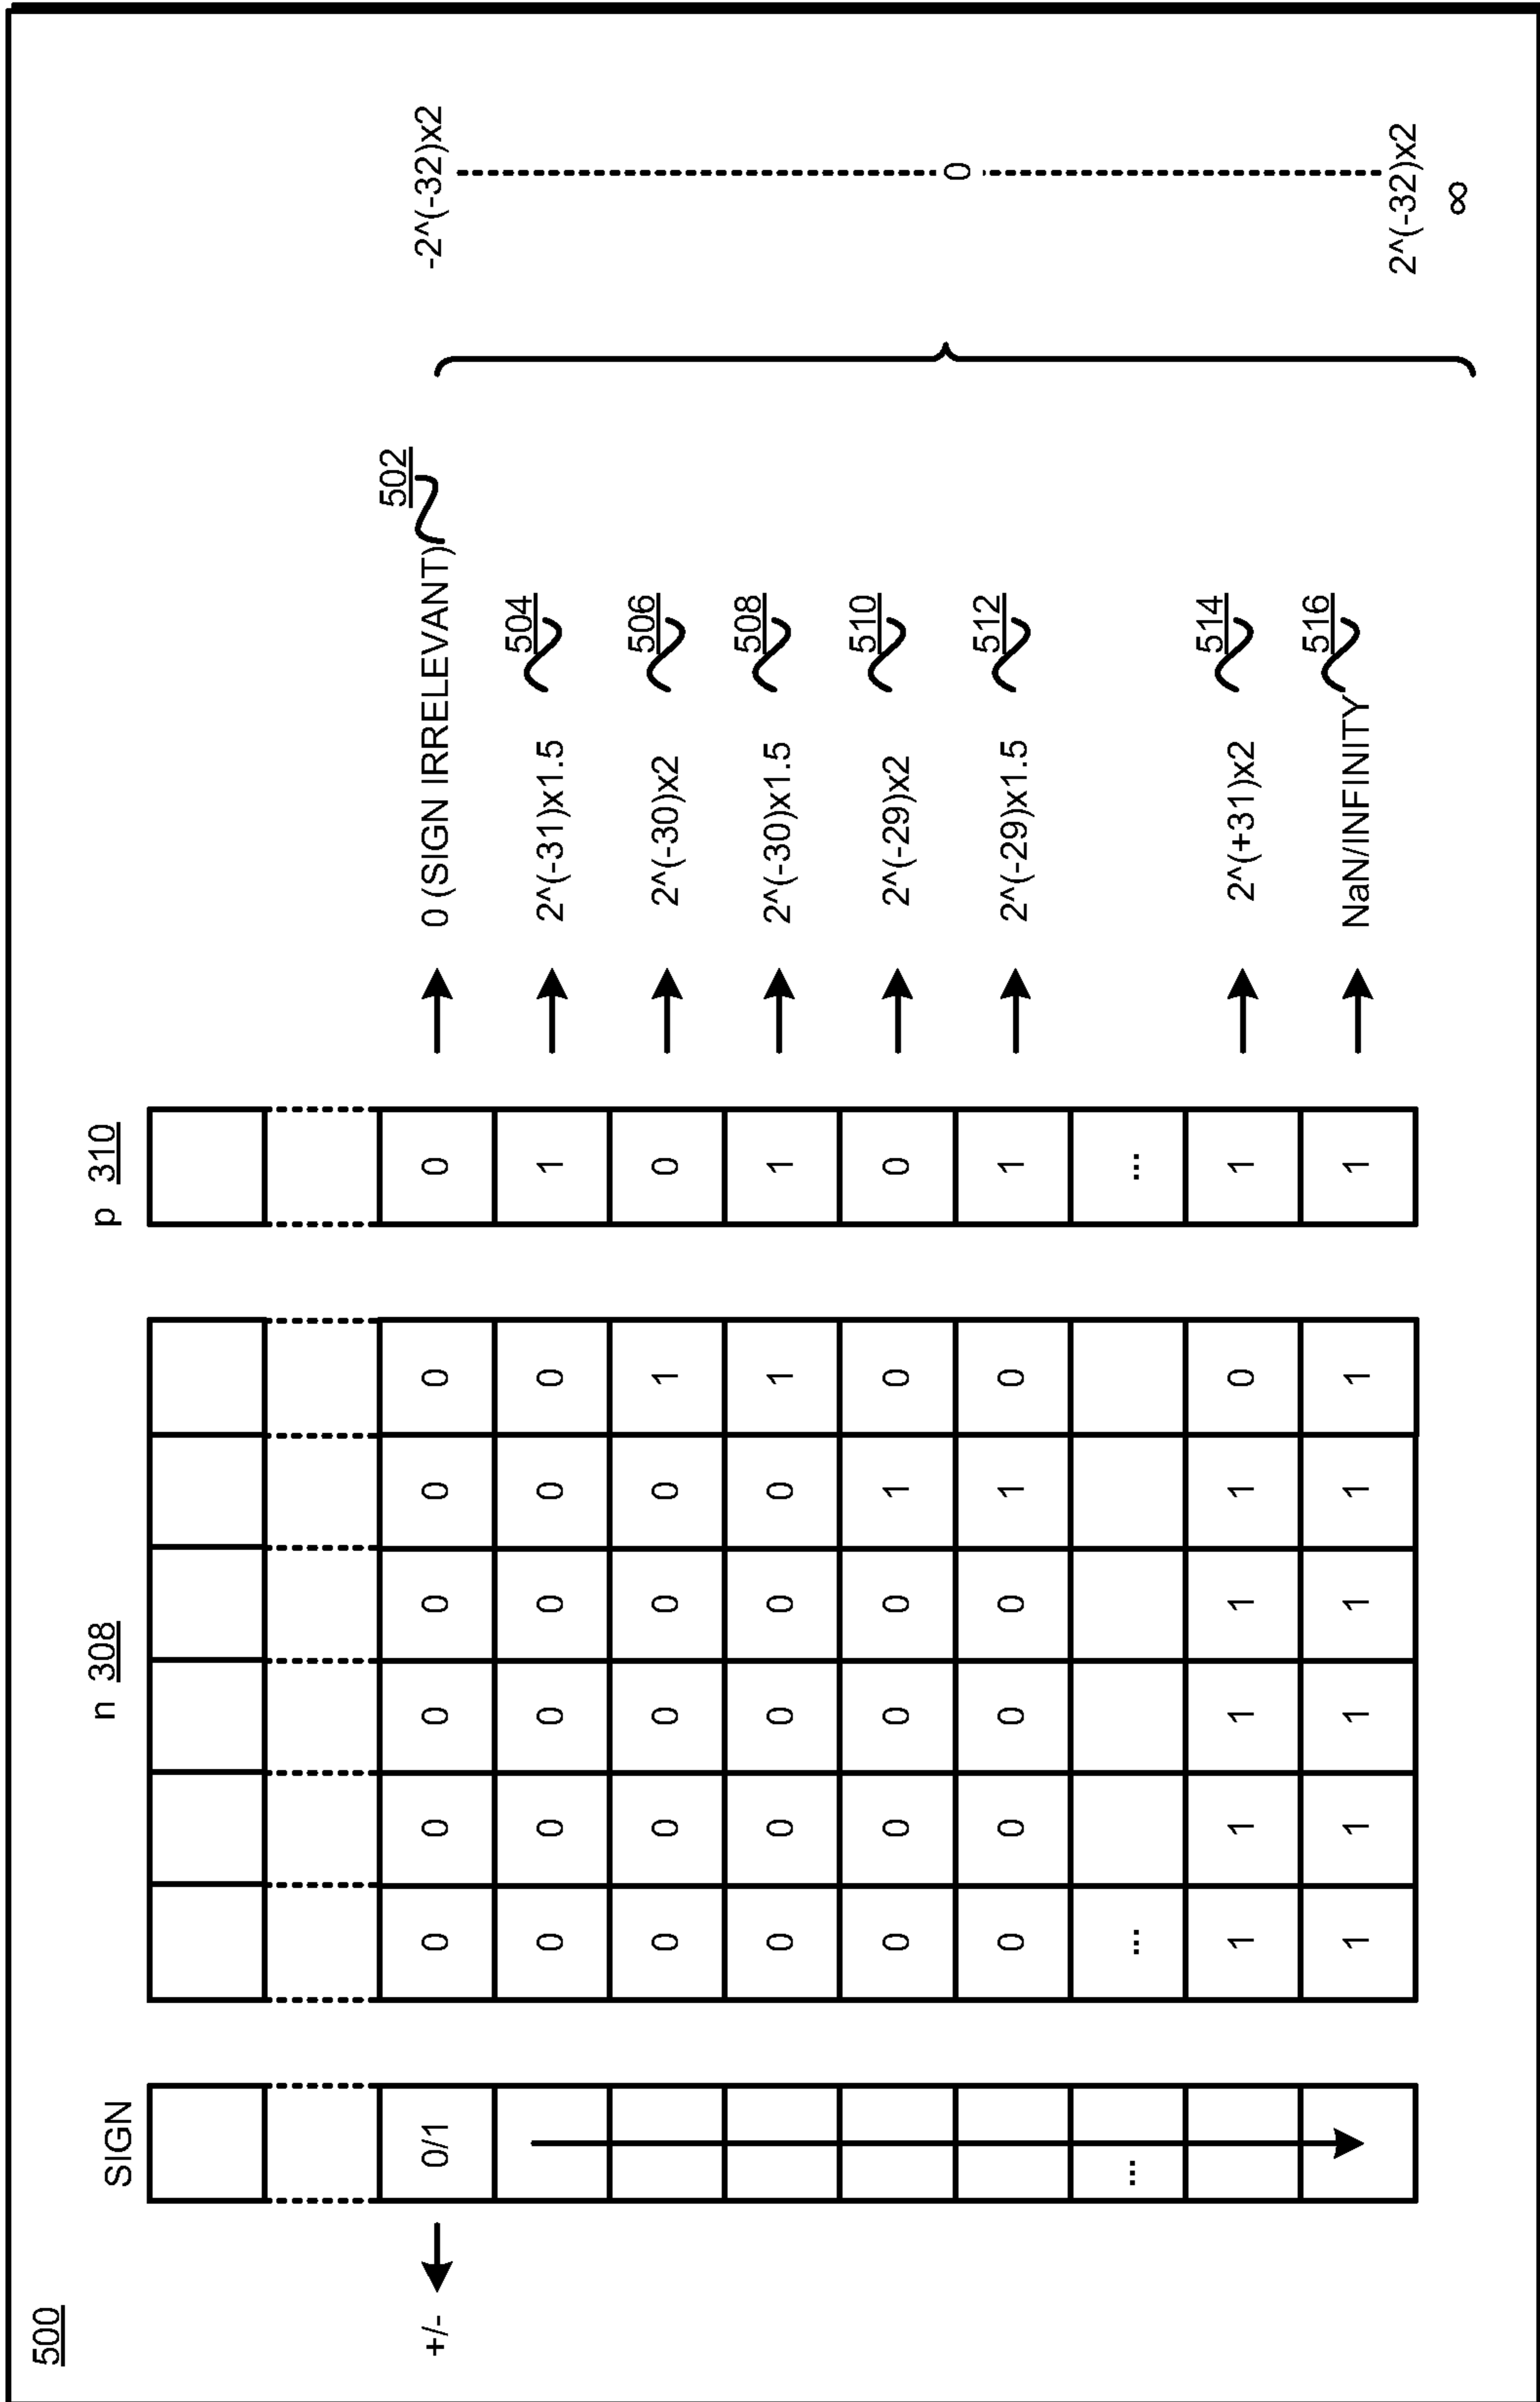 500
SIGN n 308 p 310
502
+/- 0/1 0 0 0 0 0 0 0 0 (SIGN IRRELEVANT) -2^(-32)x2
0 0 0 0 0 0 1 2^(-31)x1.5 504
0 0 0 0 0 1 0 2^(-30)x2 506
0 0 0 0 0 1 1 2^(-30)x1.5 508
0 0 0 0 1 0 0 2^(-29)x2 510
0
0 0 0 0 1 0 1 2^(-29)x1.5 512
... ... ...
1 1 1 1 1 0 1 2^(+31)x2 514
1 1 1 1 1 1 1 NaN/INFINITY 516
2^(-32)x2
∞